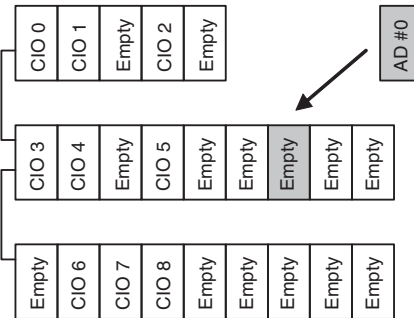 CIO 0
CIO 1
Empty
CIO 2
Empty
AD #0
CIO 3
CIO 4
Empty
CIO 5
Empty
Empty
Empty
Empty
Empty
Empty
CIO 6
CIO 7
CIO 8
Empty
Empty
Empty
Empty
Empty